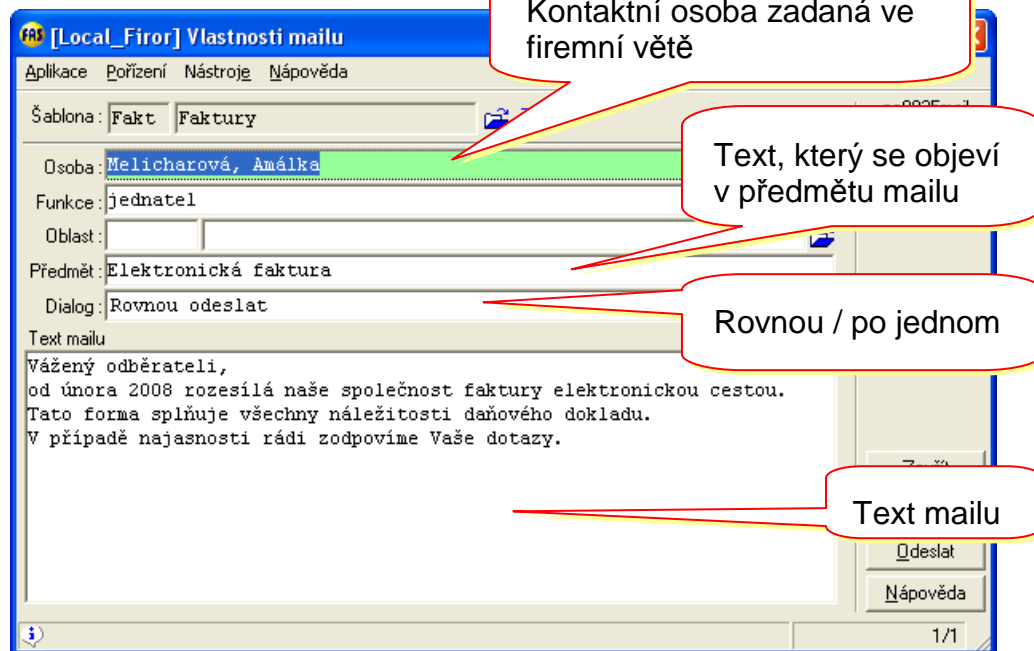 Kontaktní osoba zadaná ve
firemní větě
FAS [Local_Firor] Vlastnosti mailu
Aplikace Pořízení Nástroje Nápověda
Šablona : Fakt Faktury
Osoba : Melicharová, Amálka
Text, který se objeví
v předmětu mailu
Funkce : jednatel
Oblast :
Předmět : Elektronická faktura
Dialog : Rovnou odeslat
Rovnou / po jednom
Text mailu
Vážený odběrateli,
od února 2008 rozesílá naše společnost faktury elektronickou cestou.
Tato forma splňuje všechny náležitosti daňového dokladu.
V případě najasnosti rádi zodpovíme Vaše dotazy.
Text mailu
Odeslat
Nápověda
1/1